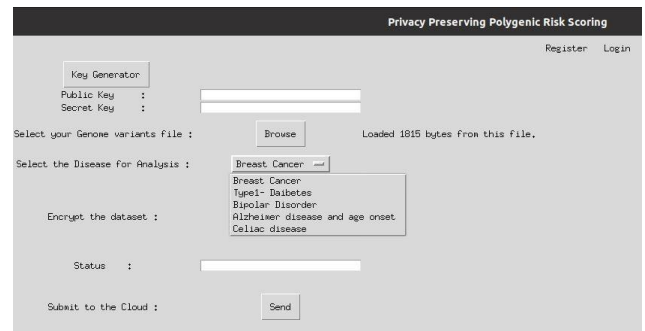 Privacy Preserving Polygenic Risk Scoring
Register Login
Key Generator
Public Key :
Secret Key :
Select your Genome variants file : Browse Loaded 1815 bytes from this file.
Select the Disease for Analysis : Breast Cancer
Breast Cancer
Type1- Daibetes
Bipolar Disorder
Alzheimer disease and age onset
Celiac disease
Encrypt the dataset :
Status :
Submit to the Cloud : Send